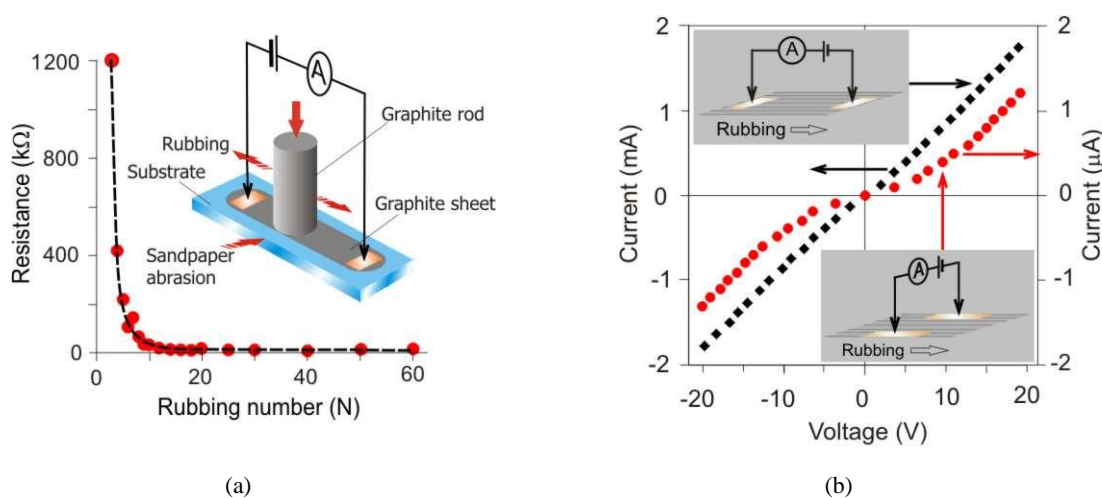 1200
800
400
0
0
20
40
60
Resistance (kΩ)
Rubbing number (N)
A
Graphite rod
Rubbing
Substrate
Graphite sheet
Sandpaper
abrasion
(a)
2
1
0
-1
-2
Current (mA)
2
1
0
-1
-2
Current (μA)
-20
-10
0
10
20
Voltage (V)
A
Rubbing
A
Rubbing
(b)